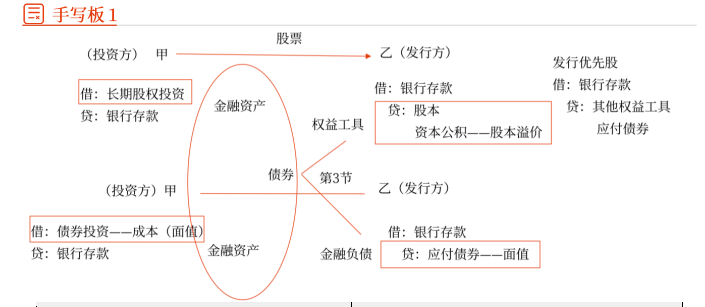 手写板 1
股票
（投资方） 甲
乙（发行方）
发行优先股
借：长期股权投资
贷：银行存款
金融资产
借：银行存款
贷：股本
资本公积——股本溢价
借：银行存款
贷：其他权益工具
应付债券
权益工具
债券
第3节
（投资方）甲
乙（发行方）
借：债券投资——成本（面值）
贷：银行存款
金融资产
金融负债
借：银行存款
贷：应付债券——面值